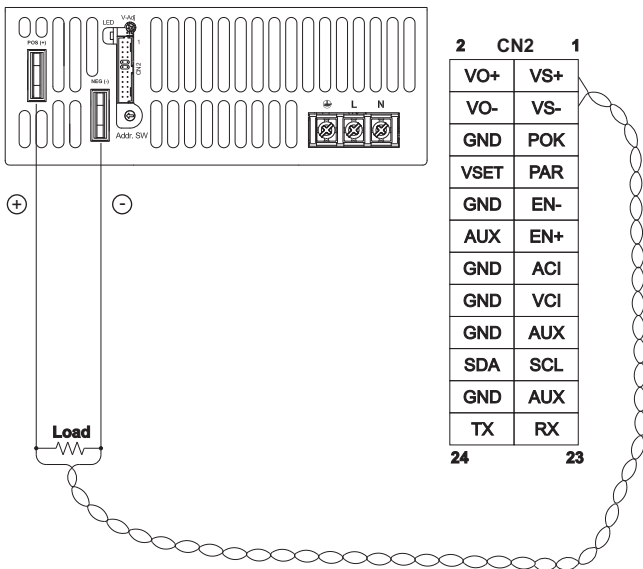 LED V-Adj
POS (+)
1
CN2
NEG (-)
Addr. SW
L N
+ -
Load
2 CN2 1
VO+ VS+
VO- VS-
GND POK
VSET PAR
GND EN-
AUX EN+
GND ACI
GND VCI
GND AUX
SDA SCL
GND AUX
TX RX
24 23